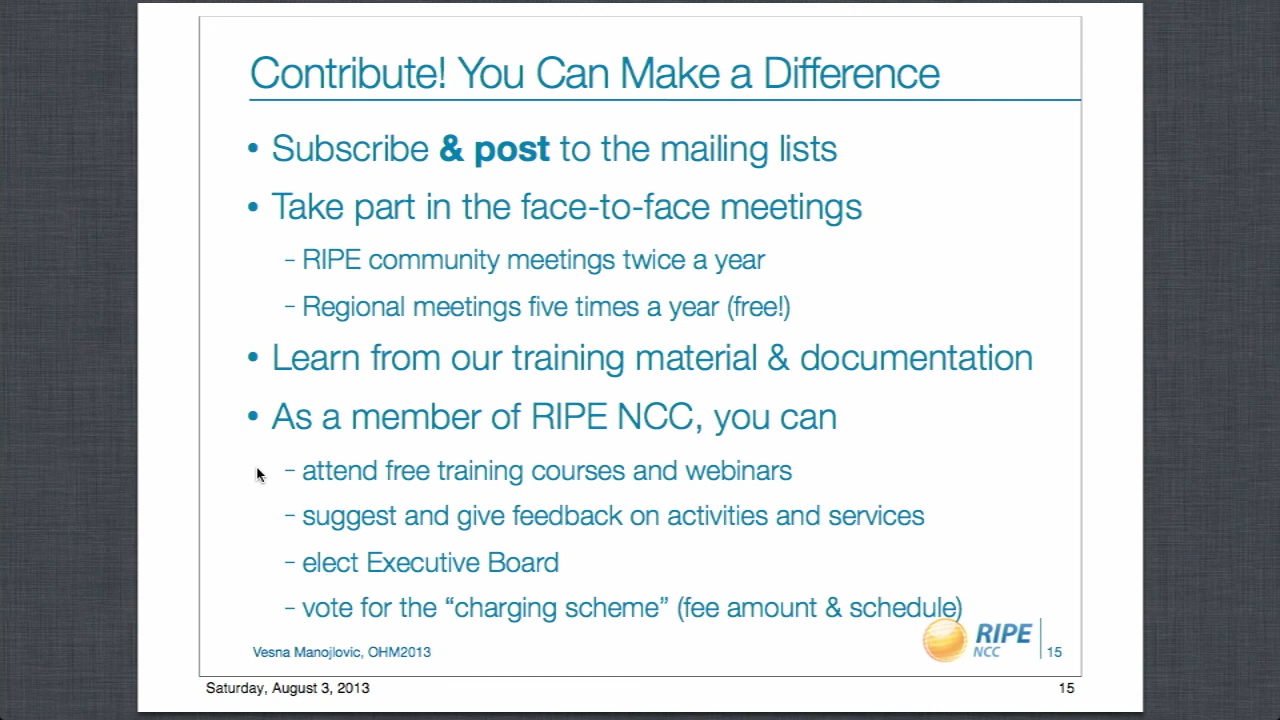 Contribute! You Can Make a Difference
• Subscribe & post to the mailing lists
• Take part in the face-to-face meetings
- RIPE community meetings twice a year
- Regional meetings five times a year (free!)
• Learn from our training material & documentation
• As a member of RIPE NCC, you can
- attend free training courses and webinars
- suggest and give feedback on activities and services
- elect Executive Board
- vote for the “charging scheme” (fee amount & schedule)
Vesna Manojlovic, OHM2013
RIPE
NCC
15
Saturday, August 3, 2013
15